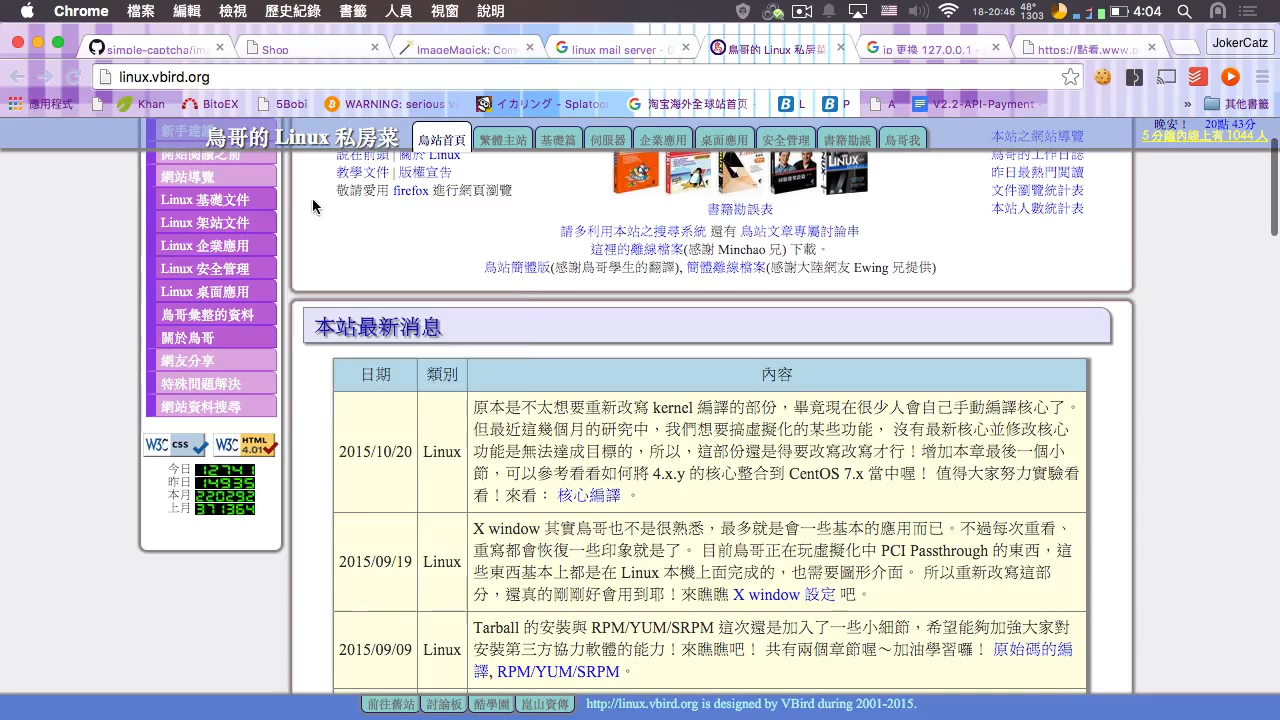 Chrome 檔案 編輯 檢視 歷史紀錄 書籤 人員 視窗 說明 18-20:46 48° 1303 4:04
simple-captcha/im Shop ImageMagick: Com linux mail server - G 鳥哥的 Linux 私房菜 ip 更換 127.0.0.1 - https://點看.www.p JokerCatz
linux.vbird.org
應用程式 Khan BitoEX 5Bobi WARNING: serious v イカリング - Splatoo 淘宝海外全球站首页 L P A V2.2-API-Payment » 其他書籤
鳥哥的 Linux 私房菜 鳥站首頁 繁體主站 基礎篇 伺服器 企業應用 桌面應用 安全管理 書籍勘誤 鳥哥我 本站之網站導覽 晚安! 20點 43分
5 分鐘內線上有 1044 人
開始閱讀之前 說在前頭 | 關於 Linux 鳥哥的工作日誌
網站導覽 教學文件 | 版權宣告 昨日最熱門閱讀
敬請愛用 firefox 進行網頁瀏覽 文件瀏覽統計表
Linux 基礎文件 書籍勘誤表 本站人數統計表
Linux 架站文件 請多利用本站之搜尋系統 還有 鳥站文章專屬討論串
Linux 企業應用 這裡的離線檔案(感謝 Minchao 兄) 下載。
Linux 安全管理 鳥站簡體版(感謝鳥哥學生的翻譯), 簡體離線檔案(感謝大陸網友 Ewing 兄提供)
Linux 桌面應用
鳥哥彙整的資料
關於鳥哥
網友分享
特殊問題解決
網站資料搜尋
W3C CSS W3C HTML 4.01
今日 12741
昨日 14935
本月 220292
上月 371364
本站最新消息
日期 類別 內容
2015/10/20 Linux 原本是不太想要重新改寫 kernel 編譯的部份,畢竟現在很少人會自己手動編譯核心了。
但最近這幾個月的研究中,我們想要搞虛擬化的某些功能, 沒有最新核心並修改核心
功能是無法達成目標的,所以,這部份還是得要改寫改寫才行!增加本章最後一個小
節,可以參考看看如何將 4.x.y 的核心整合到 CentOS 7.x 當中喔! 值得大家努力實驗看
看!來看: 核心編譯 。
2015/09/19 Linux X window 其實鳥哥也不是很熟悉,最多就是會一些基本的應用而已。不過每次重看、
重寫都會恢復一些印象就是了。 目前鳥哥正在玩虛擬化中 PCI Passthrough 的東西,這
些東西基本上都是在 Linux 本機上面完成的,也需要圖形介面。 所以重新改寫這部
分,還真的剛剛好會用到耶!來瞧瞧 X window 設定 吧。
2015/09/09 Linux Tarball 的安裝與 RPM/YUM/SRPM 這次還是加入了一些小細節,希望能夠加強大家對
安裝第三方協力軟體的能力!來瞧瞧吧! 共有兩個章節喔~加油學習囉! 原始碼的編
譯, RPM/YUM/SRPM。
前往舊站 討論板 酷學園 崑山資傳 http://linux.vbird.org is designed by VBird during 2001-2015.